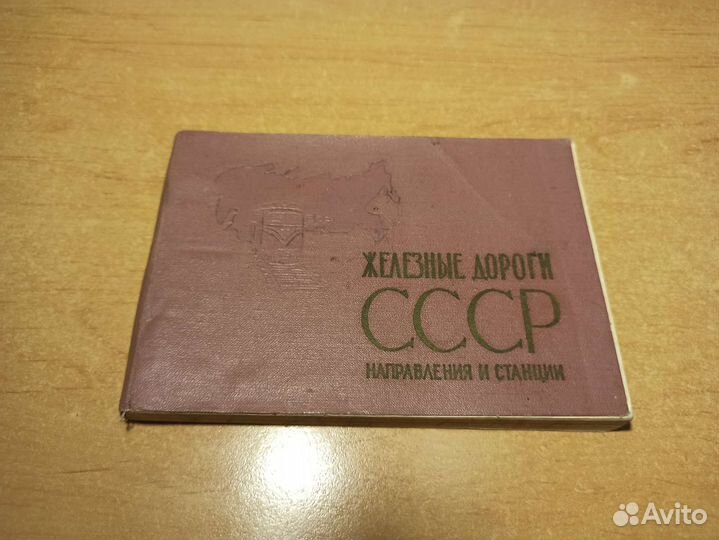 ЖЕЛЕЗНЫЕ ДОРОГИ
СССР
НАПРАВЛЕНИЯ И СТАНЦИИ
Avito